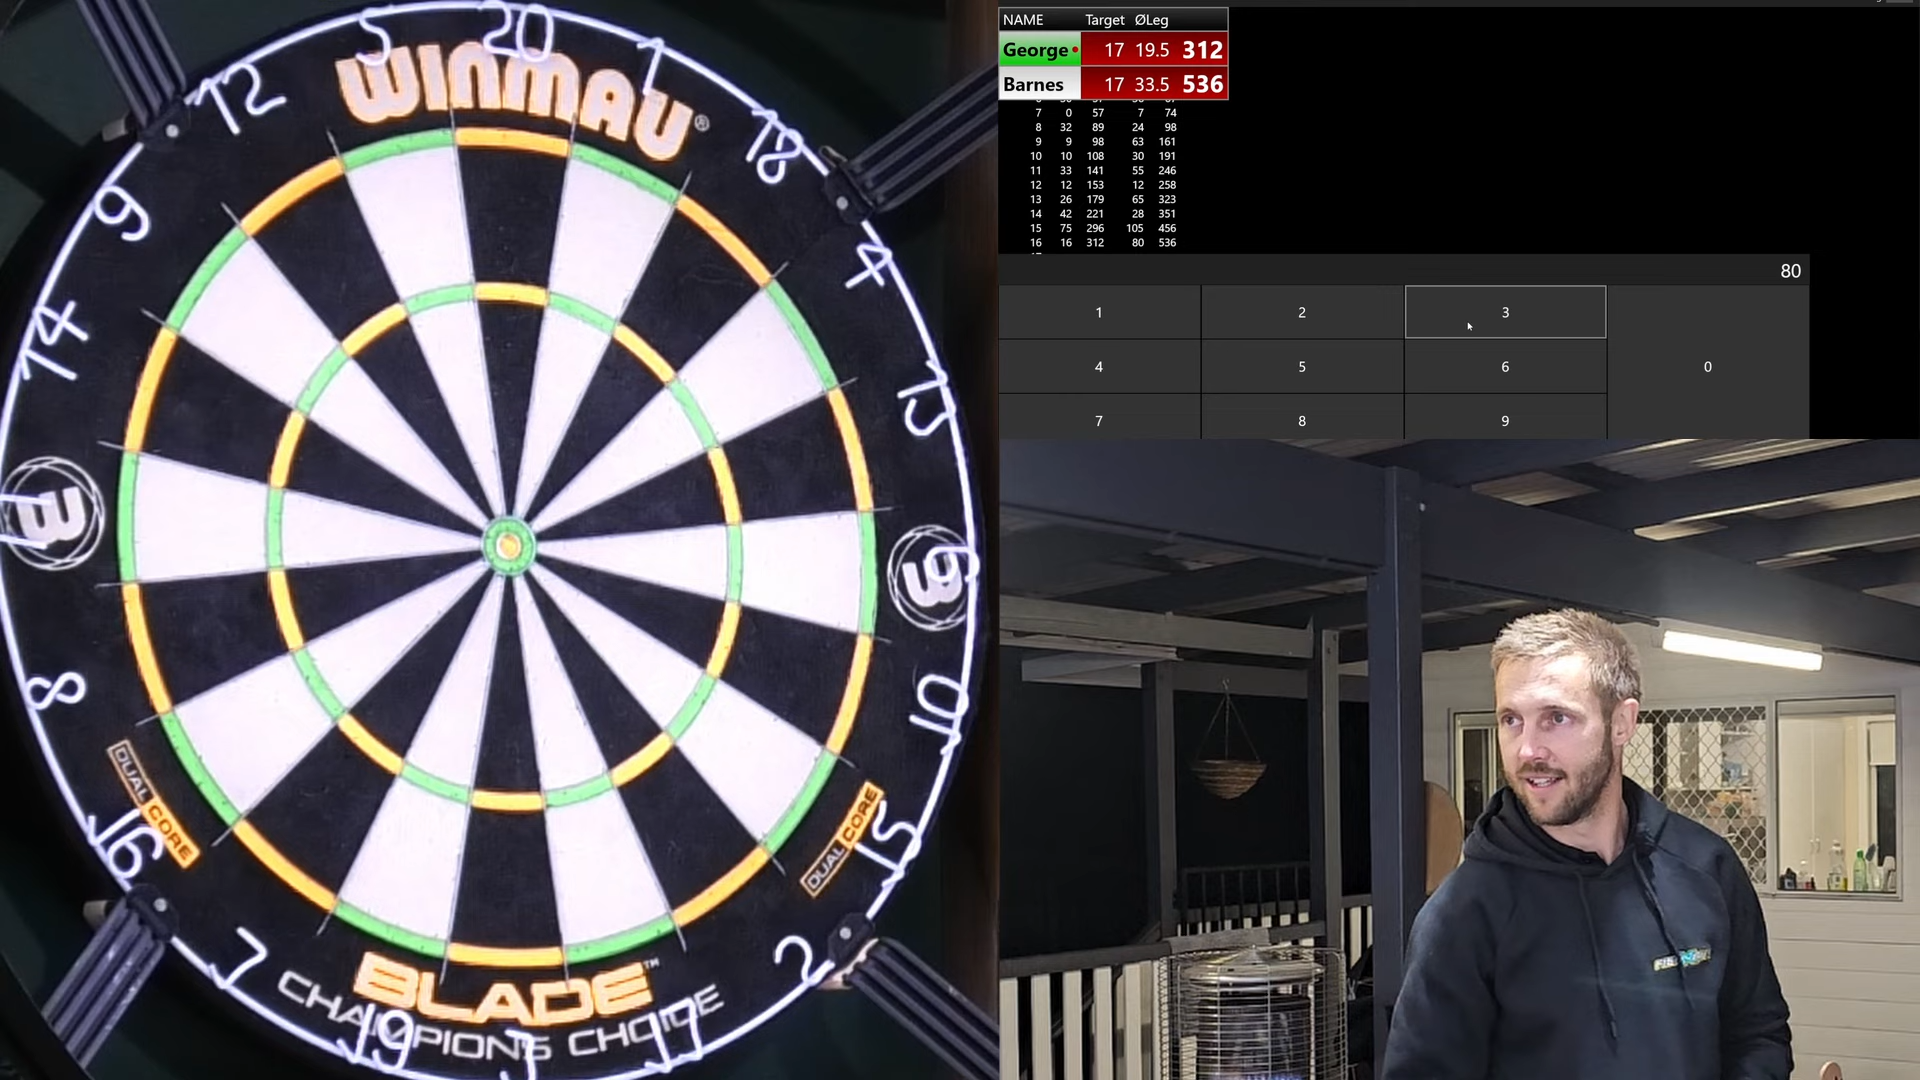 5 20 1
12 18
9 4
14 13
6
8 10
16 15
7 2
19 3 17
WINMAU®
DUAL CORE
DUAL CORE
BLADE™
CHAMPIONS CHOICE
NAME Target ØLeg
George 17 19.5 312
Barnes 17 33.5 536
7 0 57 7 74
8 32 89 24 98
9 9 98 63 161
10 10 108 30 191
11 33 141 55 246
12 12 153 12 258
13 26 179 65 323
14 42 221 28 351
15 75 296 105 456
16 16 312 80 536
80
1 2 3
4 5 6 0
7 8 9